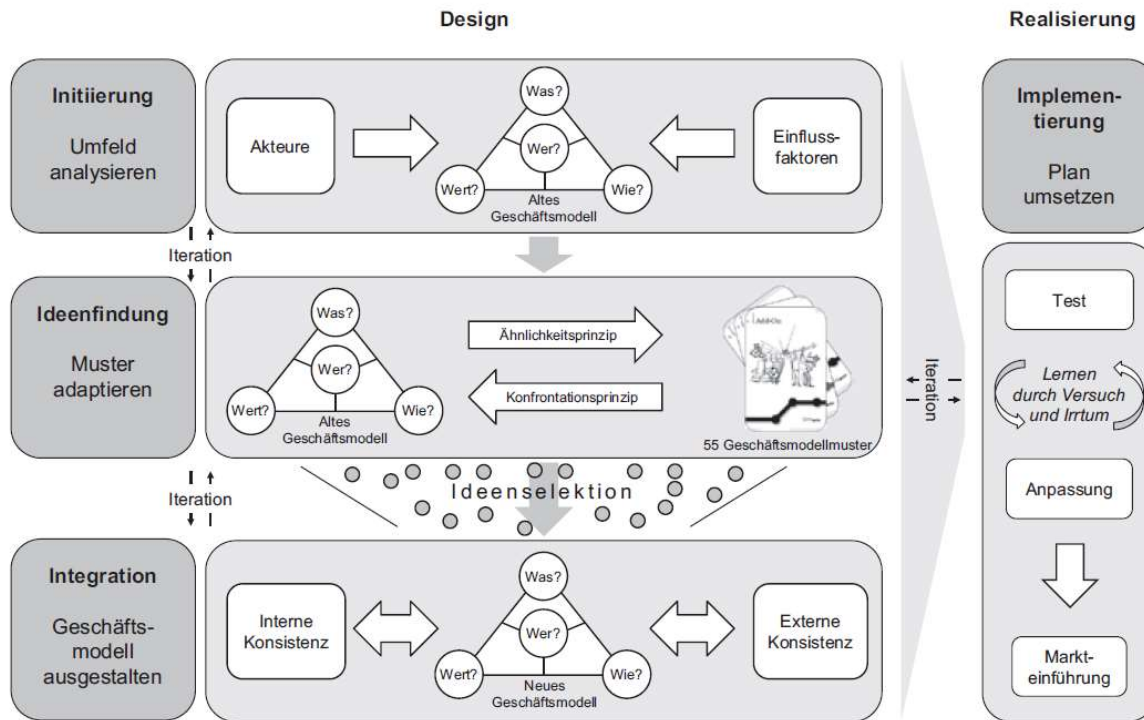 Design
Realisierung
Initiierung
Umfeld
analysieren
Akteure
Was?
Wer?
Wert?
Wie?
Altes
Geschäftsmodell
Einfluss-
faktoren
Iteration
Ideenfindung
Muster
adaptieren
Was?
Wer?
Wert?
Wie?
Altes
Geschäftsmodell
Ähnlichkeitsprinzip
Konfrontationsprinzip
Add-On
55 Geschäftsmodellmuster
Iteration
Ideenselektion
Integration
Geschäfts-
modell
ausgestalten
Interne
Konsistenz
Was?
Wer?
Wert?
Wie?
Neues
Geschäftsmodell
Externe
Konsistenz
Iteration
Implemen-
tierung
Plan
umsetzen
Test
Lernen
durch Versuch
und Irrtum
Anpassung
Markt-
einführung